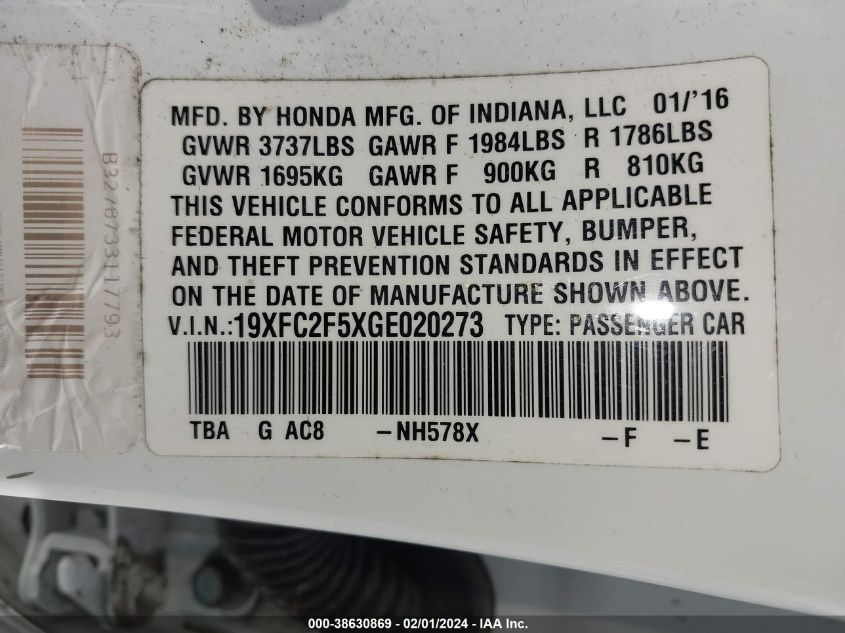 MFD. BY HONDA MFG. OF INDIANA, LLC 01/'16
GVWR 3737LBS GAWR F 1984LBS R 1786LBS
GVWR 1695KG GAWR F 900KG R 810KG
THIS VEHICLE CONFORMS TO ALL APPLICABLE
FEDERAL MOTOR VEHICLE SAFETY, BUMPER,
AND THEFT PREVENTION STANDARDS IN EFFECT
ON THE DATE OF MANUFACTURE SHOWN ABOVE.
V.I.N.:19XFC2F5XGE020273 TYPE: PASSENGER CAR
TBA G AC8 -NH578X -F -E
000-38630869 - 02/01/2024 - IAA Inc.